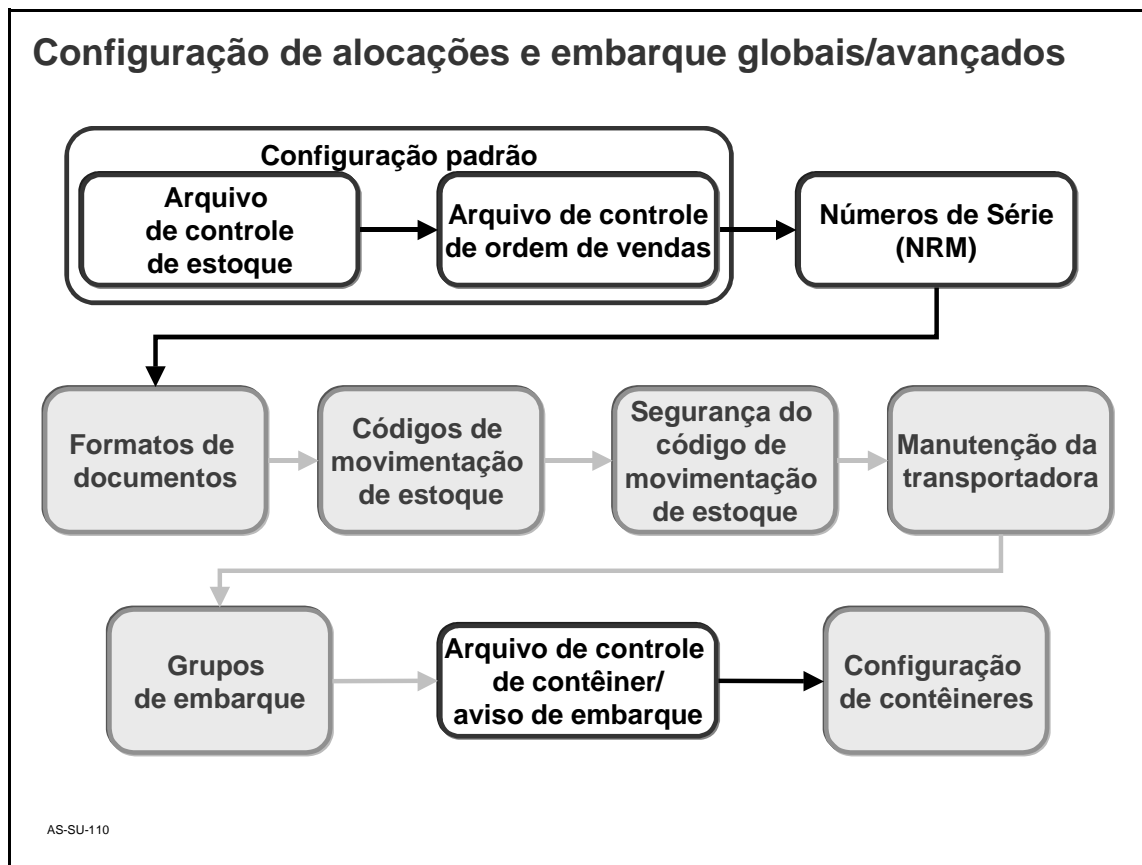 Configuração de alocações e embarque globais/avançados
Configuração padrão
Arquivo
de controle
de estoque
Arquivo de controle
de ordem de vendas
Números de Série
(NRM)
Formatos de
documentos
Códigos de
movimentação
de estoque
Segurança do
código de
movimentação
de estoque
Manutenção da
transportadora
Grupos
de embarque
Arquivo de controle
de contêiner/
aviso de embarque
Configuração
de contêineres
AS-SU-110